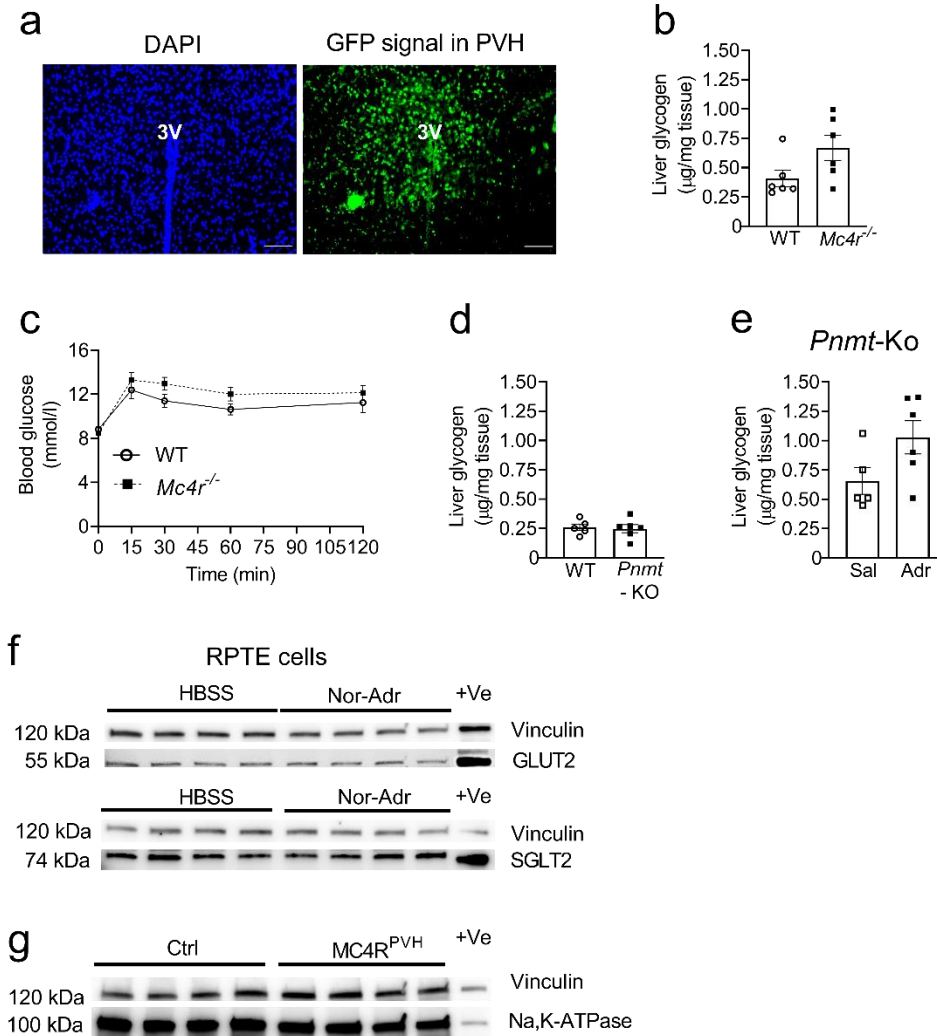 a
DAPI
GFP signal in PVH
3V
3V
b
Liver glycogen
(µg/mg tissue)
1.50
1.25
1.00
0.75
0.50
0.25
0
WT
Mc4r-/-
c
Blood glucose
(mmol/l)
16
12
8
4
0
WT
Mc4r-/-
0 15 30 45 60 75 90 105 120
Time (min)
d
Liver glycogen
(µg/mg tissue)
1.50
1.25
1.00
0.75
0.50
0.25
0
WT
Pnmt
- KO
e
Pnmt-Ko
Liver glycogen
(µg/mg tissue)
1.50
1.25
1.00
0.75
0.50
0.25
0
Sal
Adr
f
RPTE cells
HBSS Nor-Adr +Ve
120 kDa Vinculin
55 kDa GLUT2
HBSS Nor-Adr +Ve
120 kDa Vinculin
74 kDa SGLT2
g
Ctrl MC4RPVH +Ve
120 kDa Vinculin
100 kDa Na,K-ATPase